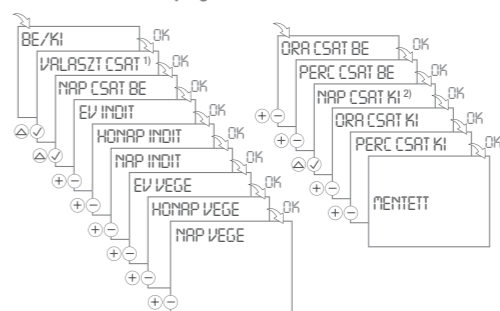 BE/KI
OK
VALASZT CSAT 1)
OK
NAP CSAT BE
OK
EV INDIT
OK
HONAP INDIT
OK
NAP INDIT
OK
EV VEGE
OK
HONAP VEGE
OK
NAP VEGE
ORA CSAT BE
OK
PERC CSAT BE
OK
NAP CSAT KI 2)
OK
ORA CSAT KI
OK
PERC CSAT KI
OK
MENTETT